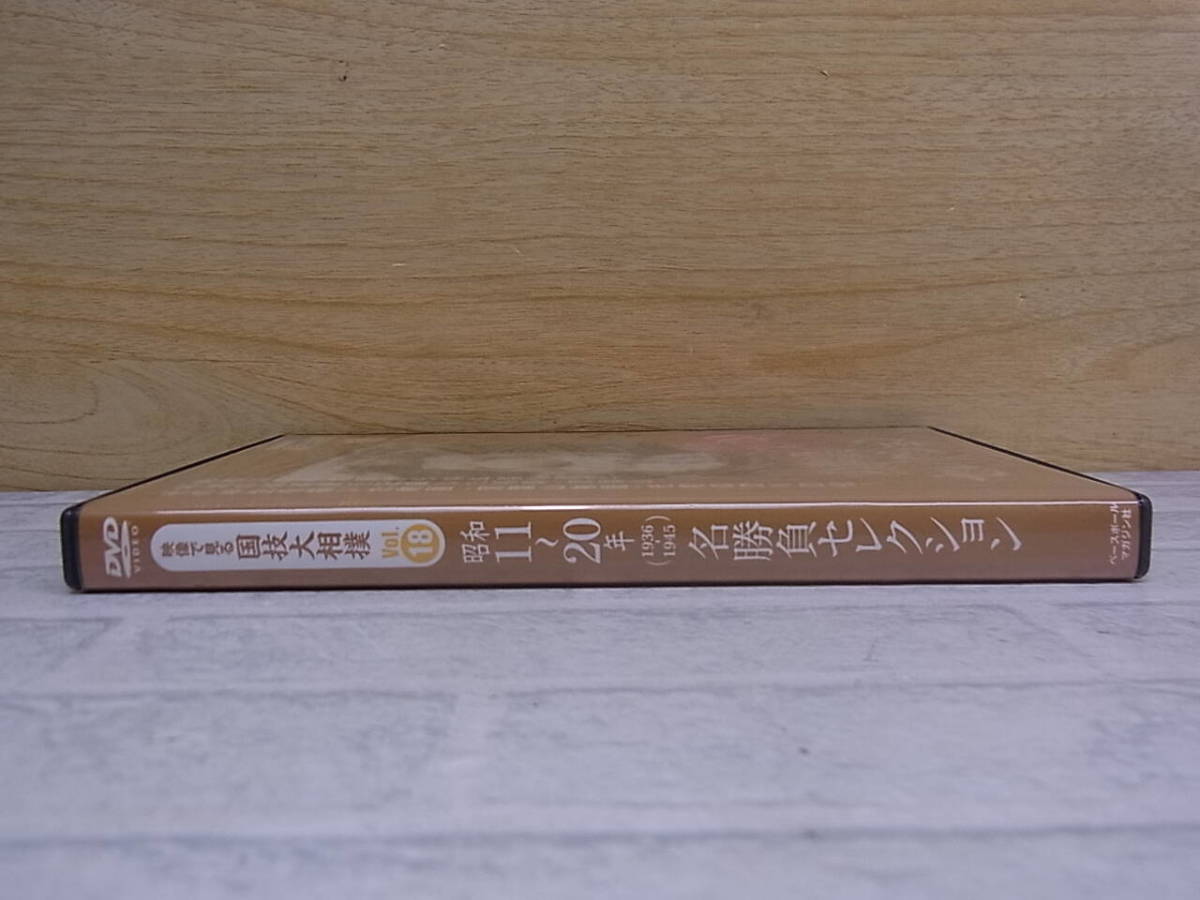 DVD
VIDEO
映像で見る
国技大相撲
Vol.
18
昭和
11～20年
(1936-1945)
名勝負セレクション
ベースボール
マガジン社